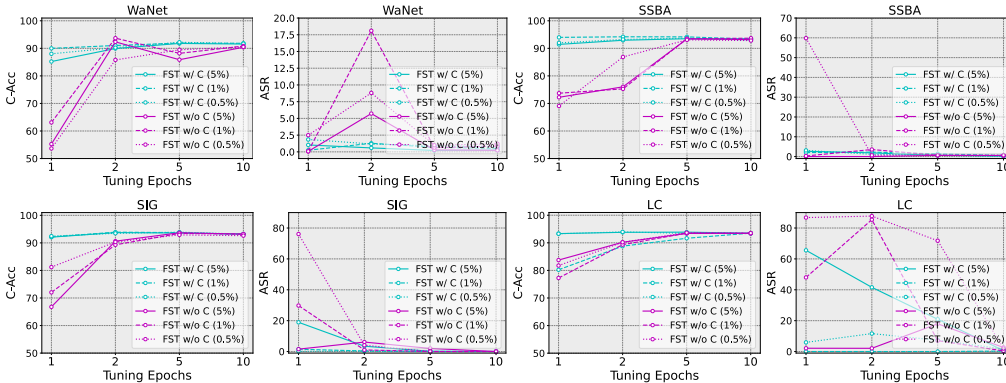 WaNet
C-Acc
100
90
80
70
60
50
FST w/ C (5%)
FST w/ C (1%)
FST w/ C (0.5%)
FST w/o C (5%)
FST w/o C (1%)
FST w/o C (0.5%)
1 2 5 10
Tuning Epochs
WaNet
ASR
20.0
17.5
15.0
12.5
10.0
7.5
5.0
2.5
0.0
FST w/ C (5%)
FST w/ C (1%)
FST w/ C (0.5%)
FST w/o C (5%)
FST w/o C (1%)
FST w/o C (0.5%)
1 2 5 10
Tuning Epochs
SSBA
C-Acc
100
90
80
70
60
50
FST w/ C (5%)
FST w/ C (1%)
FST w/ C (0.5%)
FST w/o C (5%)
FST w/o C (1%)
FST w/o C (0.5%)
1 2 5 10
Tuning Epochs
SSBA
ASR
70
60
50
40
30
20
10
0
FST w/ C (5%)
FST w/ C (1%)
FST w/ C (0.5%)
FST w/o C (5%)
FST w/o C (1%)
FST w/o C (0.5%)
1 2 5 10
Tuning Epochs
SIG
C-Acc
100
90
80
70
60
50
FST w/ C (5%)
FST w/ C (1%)
FST w/ C (0.5%)
FST w/o C (5%)
FST w/o C (1%)
FST w/o C (0.5%)
1 2 5 10
Tuning Epochs
SIG
ASR
80
60
40
20
0
FST w/ C (5%)
FST w/ C (1%)
FST w/ C (0.5%)
FST w/o C (5%)
FST w/o C (1%)
FST w/o C (0.5%)
1 2 5 10
Tuning Epochs
LC
C-Acc
100
90
80
70
60
50
FST w/ C (5%)
FST w/ C (1%)
FST w/ C (0.5%)
FST w/o C (5%)
FST w/o C (1%)
FST w/o C (0.5%)
1 2 5 10
Tuning Epochs
LC
ASR
80
60
40
20
0
FST w/ C (5%)
FST w/ C (1%)
FST w/ C (0.5%)
FST w/o C (5%)
FST w/o C (1%)
FST w/o C (0.5%)
1 2 5 10
Tuning Epochs